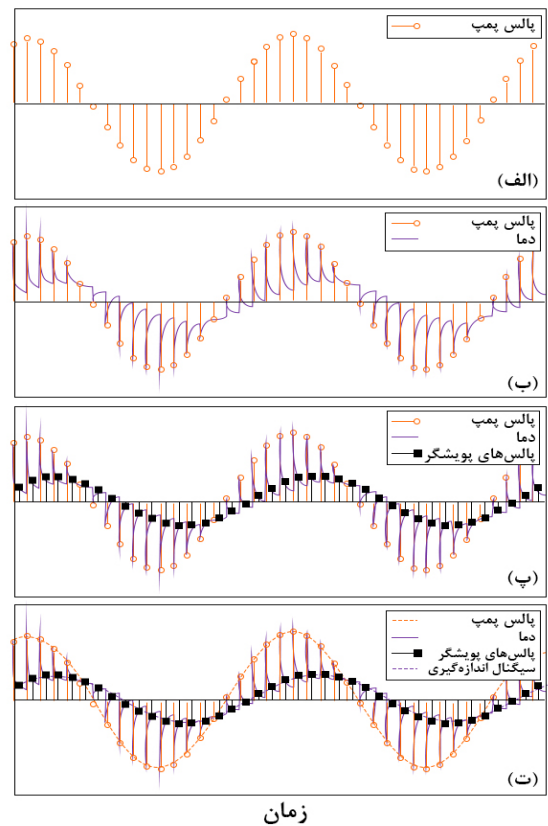 پالس پمپ
(الف)
پالس پمپ
دما
(ب)
پالس پمپ
دما
پالس‌های پویشگر
(پ)
پالس پمپ
دما
پالس‌های پویشگر
سیگنال اندازه‌گیری
(ت)
زمان